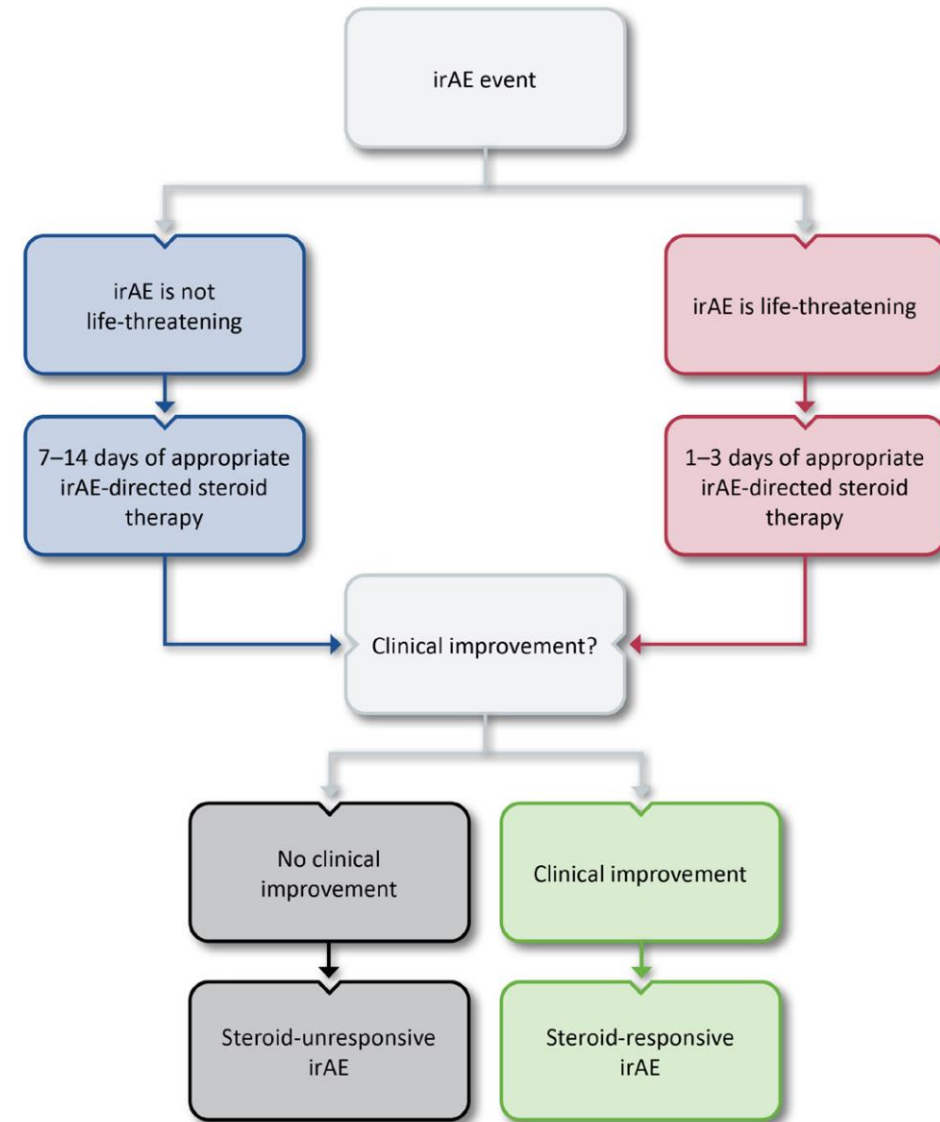 irAE event
irAE is not
life-threatening
irAE is life-threatening
7–14 days of appropriate
irAE-directed steroid
therapy
1–3 days of appropriate
irAE-directed steroid
therapy
Clinical improvement?
No clinical
improvement
Clinical improvement
Steroid-unresponsive
irAE
Steroid-responsive
irAE